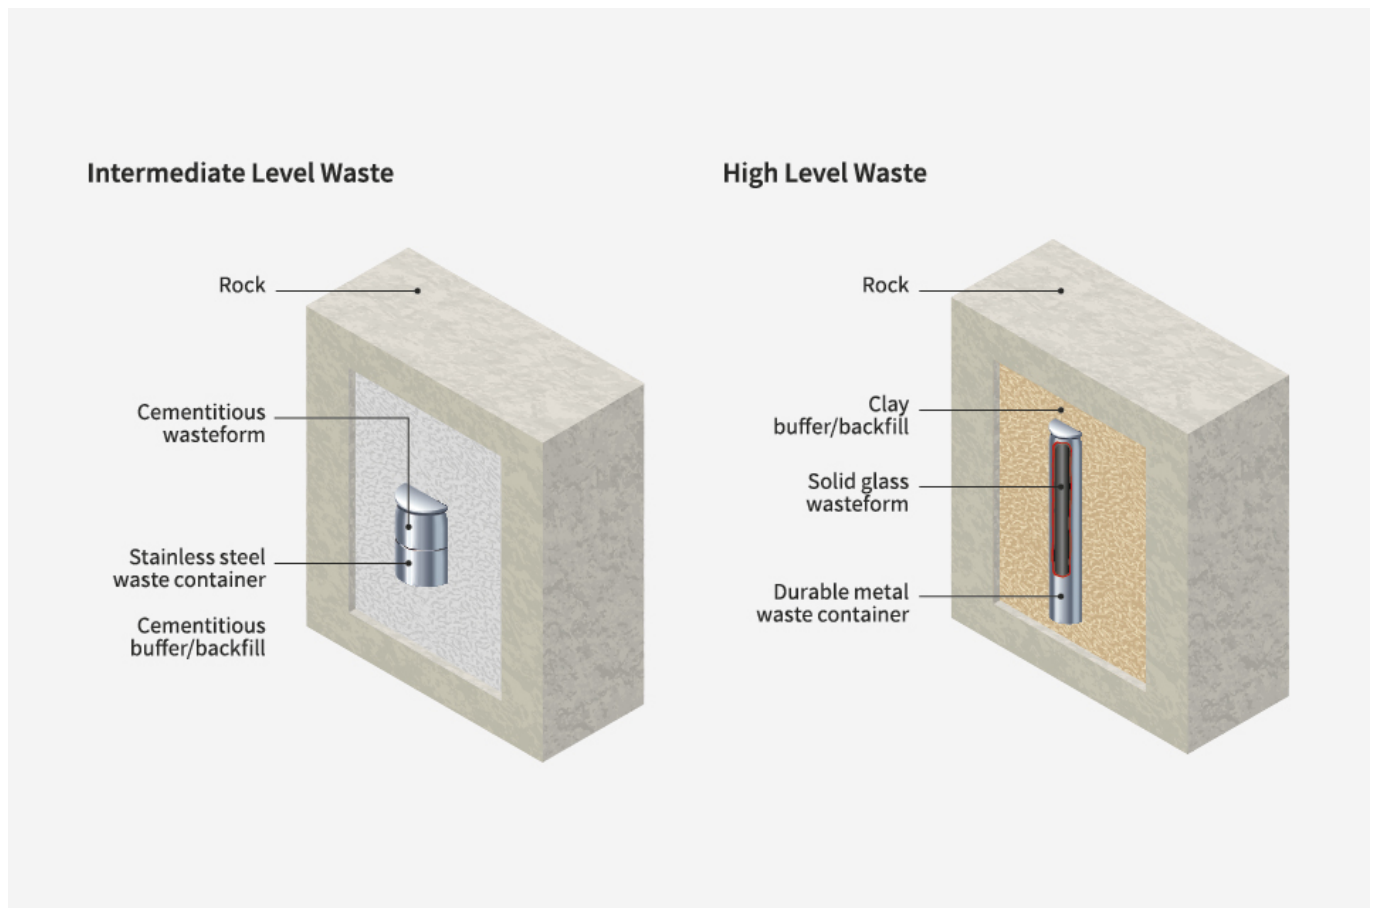 Intermediate Level Waste
Rock
Cementitious
wasteform
Stainless steel
waste container
Cementitious
buffer/backfill
High Level Waste
Rock
Clay
buffer/backfill
Solid glass
wasteform
Durable metal
waste container